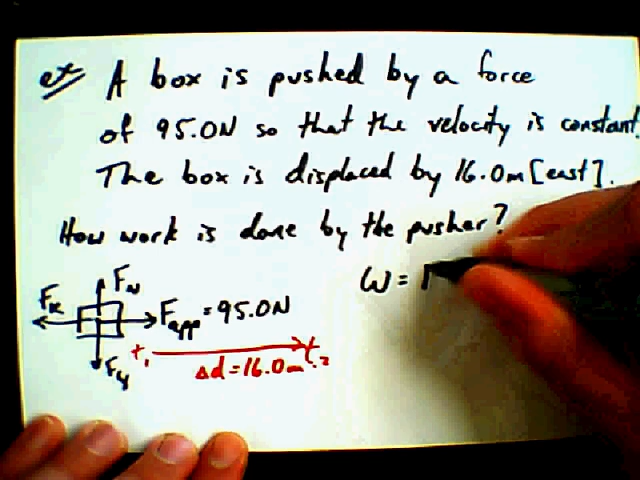 ex A box is pushed by a force
of 95.0N so that the velocity is constant.
The box is displaced by 16.0m [east].
How work is done by the pusher?
W =
FN
FK
Fapp = 95.0N
Fg
t1
t2
Δd = 16.0m